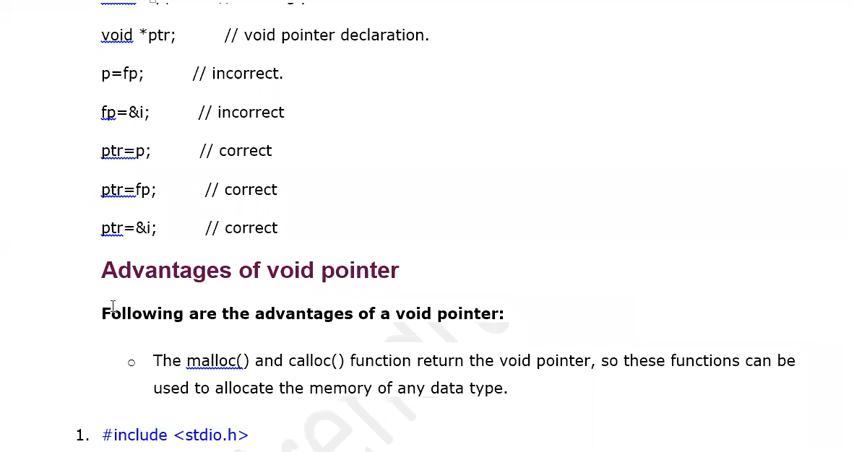 void *ptr; // void pointer declaration.
p=fp; // incorrect.
fp=&i; // incorrect
ptr=p; // correct
ptr=fp; // correct
ptr=&i; // correct
Advantages of void pointer
Following are the advantages of a void pointer:
○ The malloc() and calloc() function return the void pointer, so these functions can be
used to allocate the memory of any data type.
1. #include <stdio.h>